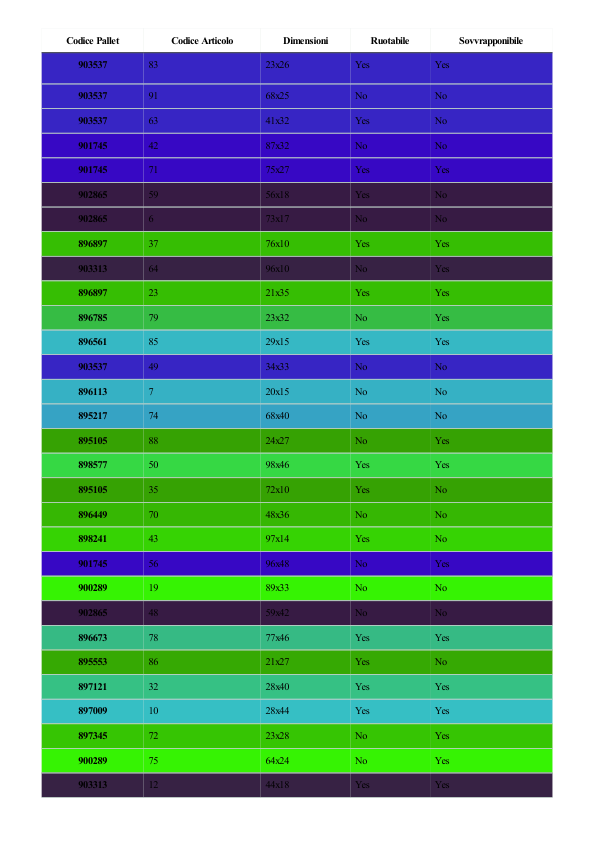 Codice Pallet Codice Articolo Dimensioni Ruotabile Sovvrapponibile
903537 83 23x26 Yes Yes
903537 91 68x25 No No
903537 63 41x32 Yes No
901745 42 87x32 No No
901745 71 75x27 Yes Yes
902865 59 56x18 Yes No
902865 6 73x17 No No
896897 37 76x10 Yes Yes
903313 64 96x10 No Yes
896897 23 21x35 Yes Yes
896785 79 23x32 No Yes
896561 85 29x15 Yes Yes
903537 49 34x33 No No
896113 7 20x15 No No
895217 74 68x40 No No
895105 88 24x27 No Yes
898577 50 98x46 Yes Yes
895105 35 72x10 Yes No
896449 70 48x36 No No
898241 43 97x14 Yes No
901745 56 96x48 No Yes
900289 19 89x33 No No
902865 48 59x42 No No
896673 78 77x46 Yes Yes
895553 86 21x27 Yes No
897121 32 28x40 Yes Yes
897009 10 28x44 Yes Yes
897345 72 23x28 No Yes
900289 75 64x24 No Yes
903313 12 44x18 Yes Yes